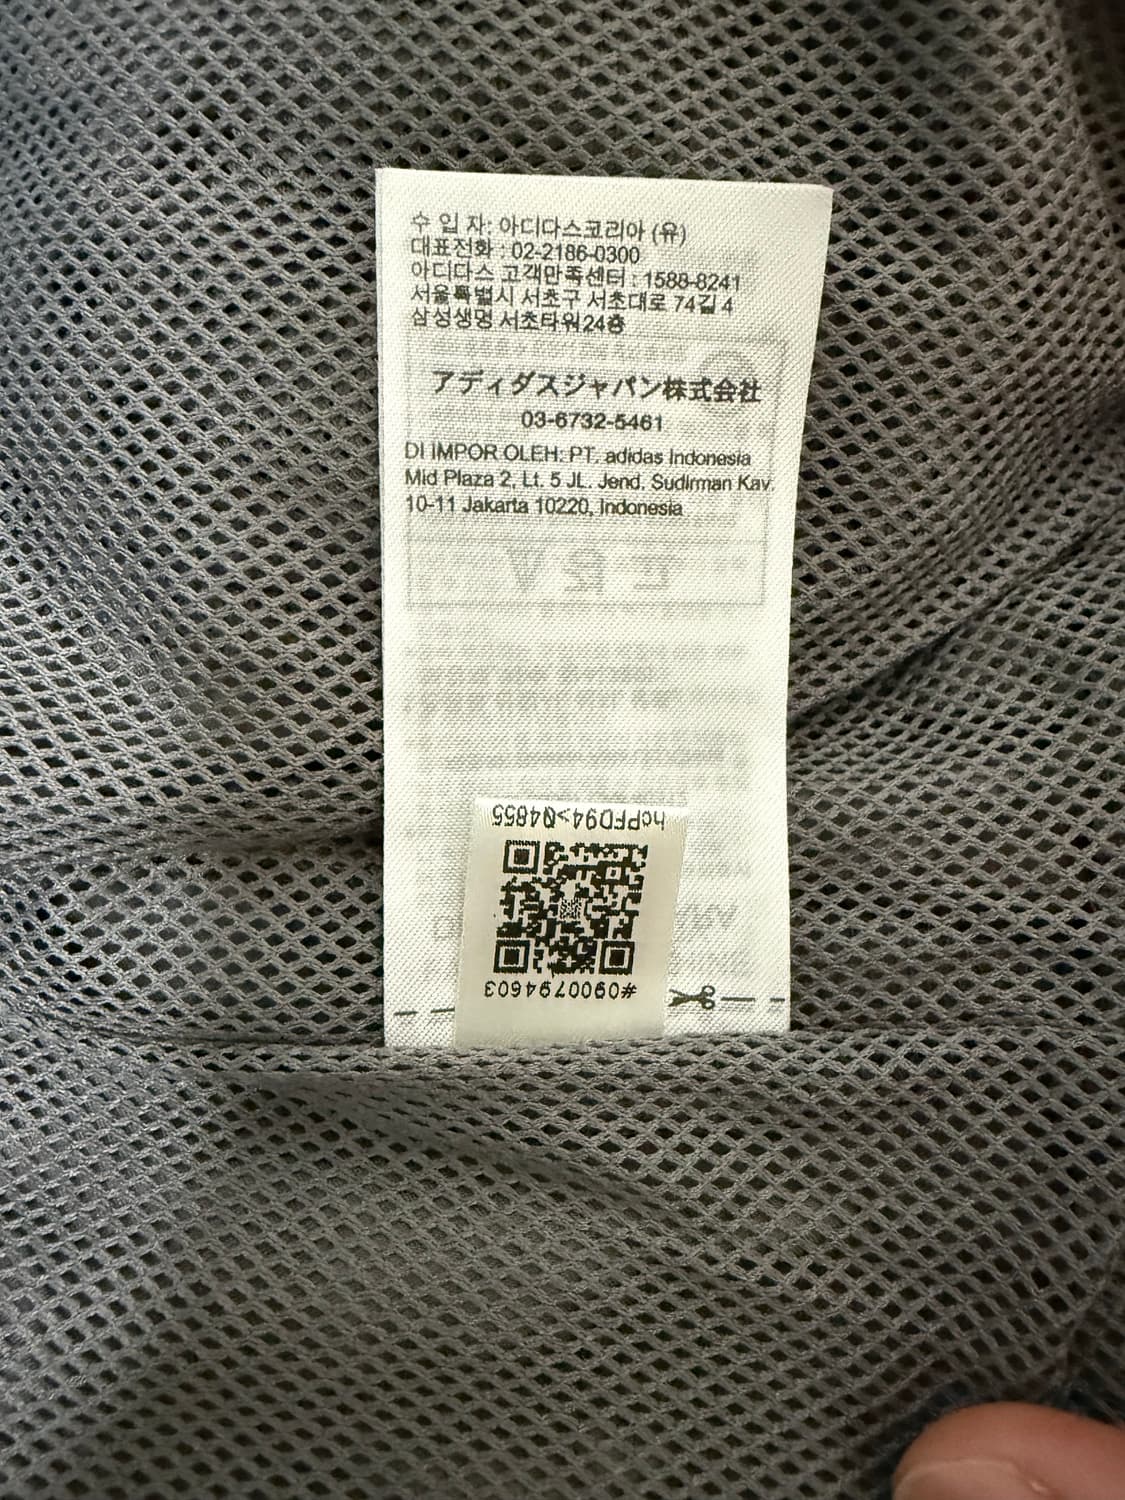 수 입 자: 아디다스코리아 (유)
대표전화 : 02-2186-0300
아디다스 고객만족센터 : 1588-8241
서울특별시 서초구 서초대로 74길 4
삼성생명 서초타워24층
アディダスジャパン株式会社
03-6732-5461
DI IMPOR OLEH: PT. adidas Indonesia
Mid Plaza 2, Lt. 5 JL. Jend. Sudirman Kav.
10-11 Jakarta 10220, Indonesia
hcPFD94>Q4855
#0900794603